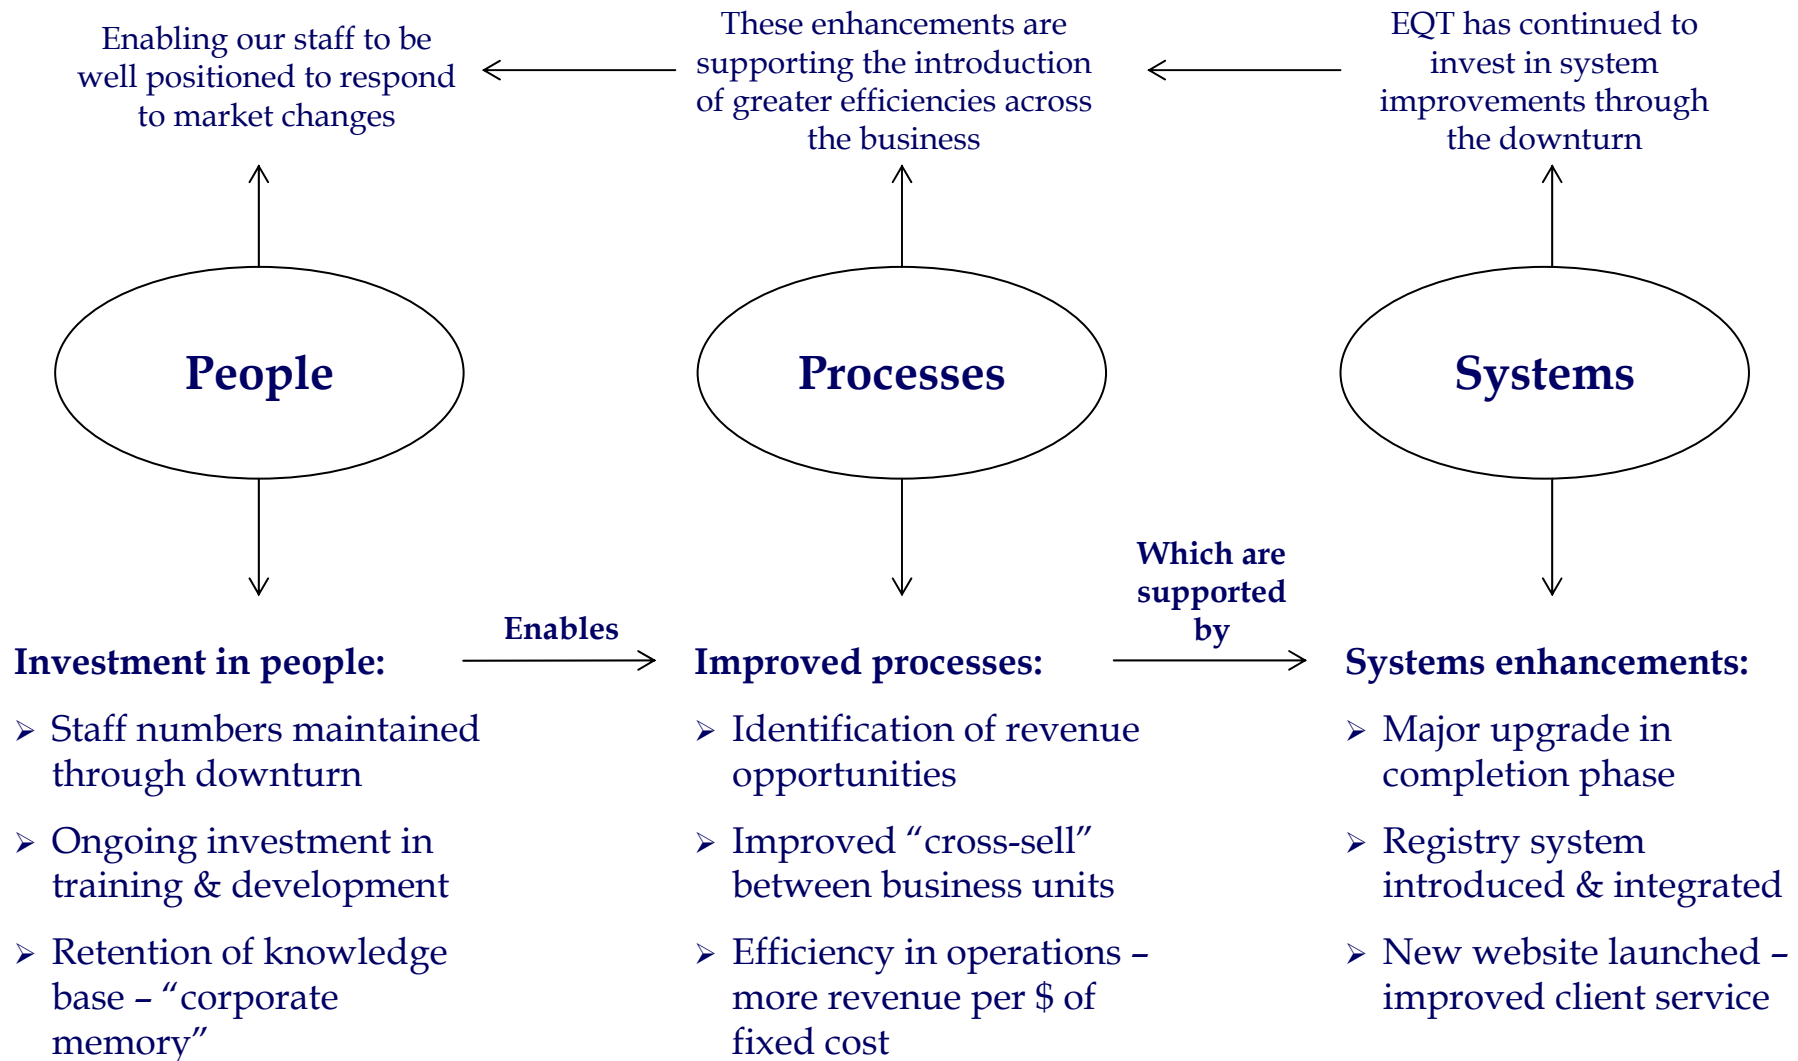 Enabling our staff to be
well positioned to respond
to market changes
These enhancements are
supporting the introduction
of greater efficiencies across
the business
EQT has continued to
invest in system
improvements through
the downturn
People
Processes
Systems
Enables
Which are
supported
by
Investment in people:
➢ Staff numbers maintained
through downturn
➢ Ongoing investment in
training & development
➢ Retention of knowledge
base – “corporate
memory”
Improved processes:
➢ Identification of revenue
opportunities
➢ Improved “cross-sell”
between business units
➢ Efficiency in operations –
more revenue per $ of
fixed cost
Systems enhancements:
➢ Major upgrade in
completion phase
➢ Registry system
introduced & integrated
➢ New website launched –
improved client service